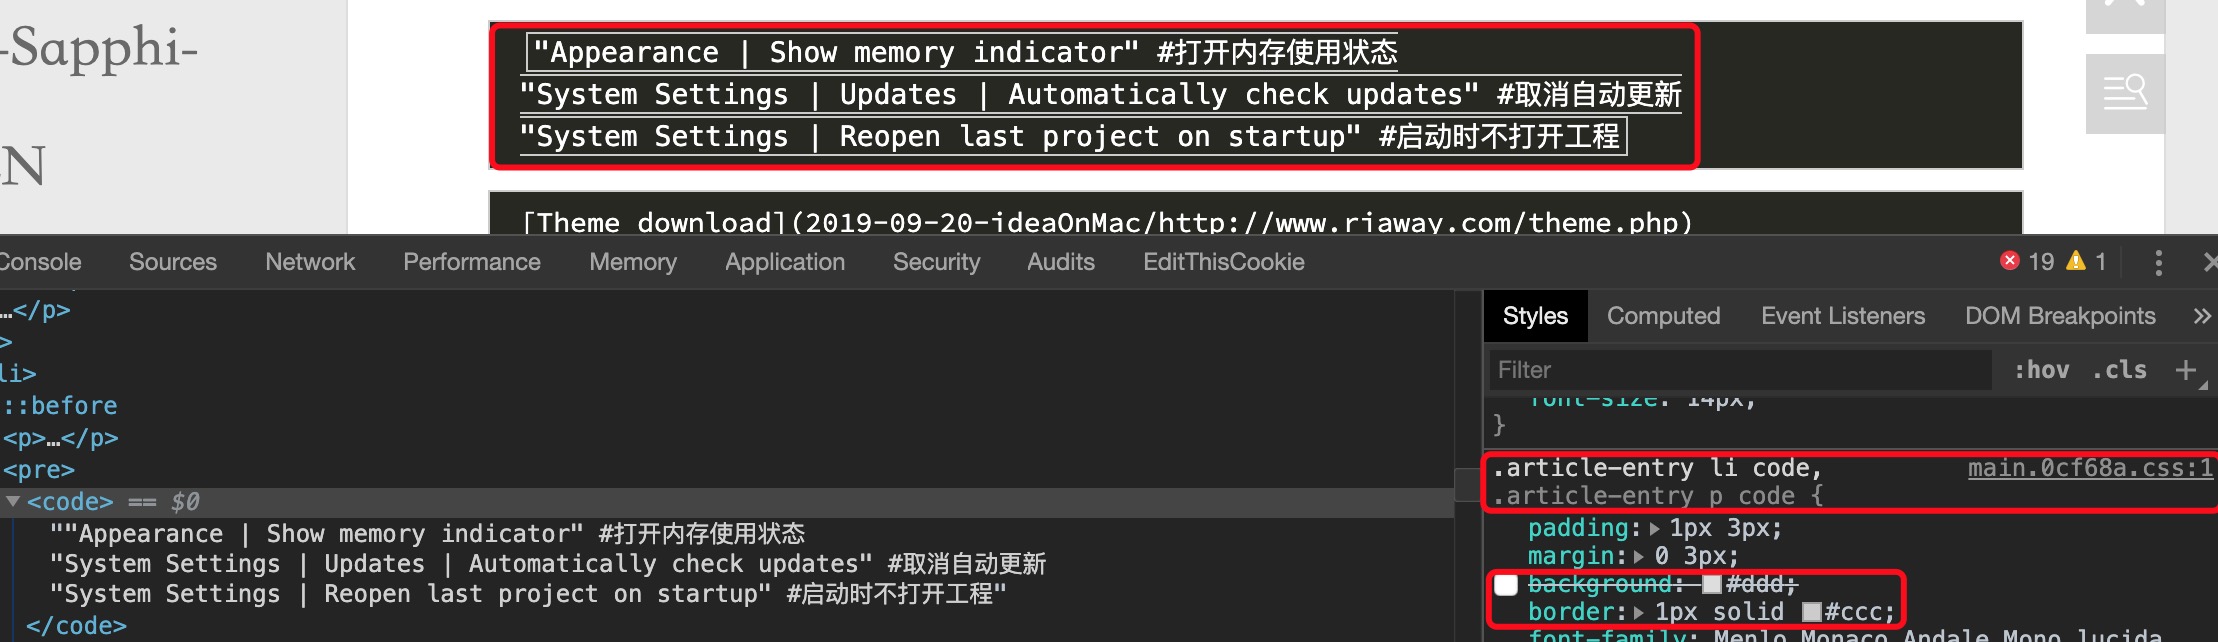 -Sapphi-
N
"Appearance | Show memory indicator" #打开内存使用状态
"System Settings | Updates | Automatically check updates" #取消自动更新
"System Settings | Reopen last project on startup" #启动时不打开工程
[Theme download](2019-09-20-ideaOnMac/http://www.riaway.com/theme.php)
Console Sources Network Performance Memory Application Security Audits EditThisCookie 19 1
…</p>
>
li>
::before
<p>…</p>
<pre>
<code> == $0
""Appearance | Show memory indicator" #打开内存使用状态
"System Settings | Updates | Automatically check updates" #取消自动更新
"System Settings | Reopen last project on startup" #启动时不打开工程"
</code>
Styles Computed Event Listeners DOM Breakpoints »
Filter :hov .cls +
font-size: 14px;
}
.article-entry li code, main.0cf68a.css:1
.article-entry p code {
padding: 1px 3px;
margin: 0 3px;
background: #ddd;
border: 1px solid #ccc;
font-family: Menlo,Monaco,Andale Mono,lucida